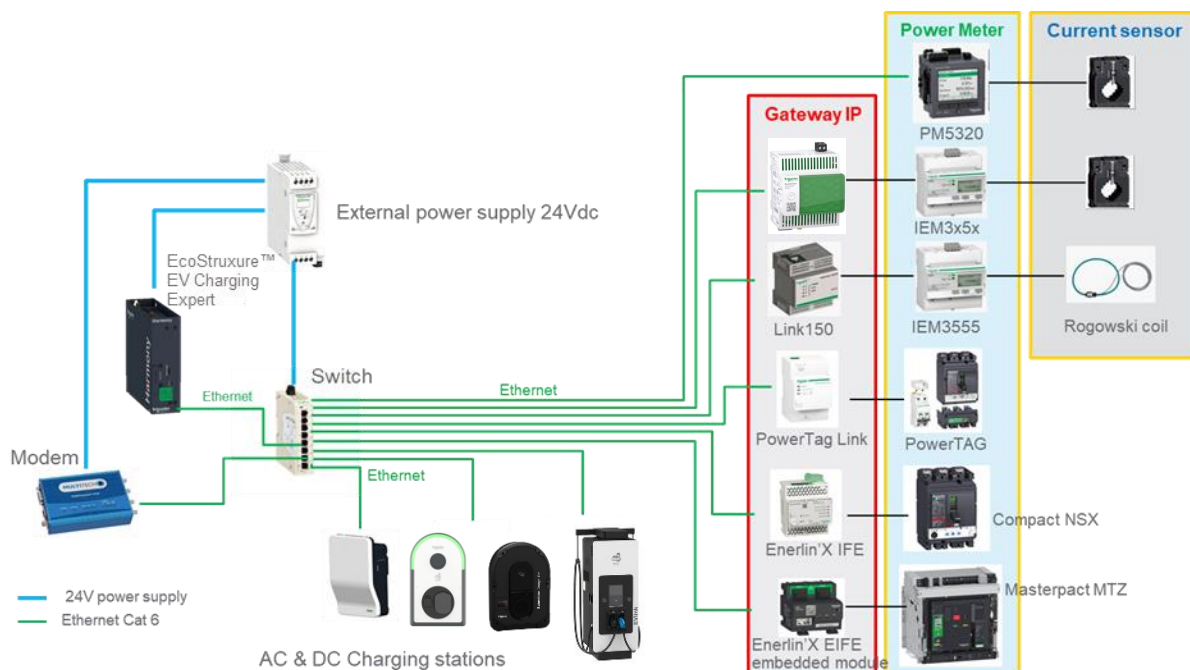 Power Meter
Current sensor
Gateway IP
PM5320
IEM3x5x
External power supply 24Vdc
EcoStruxure™
EV Charging
Expert
Harmony
Link150
IEM3555
Rogowski coil
Switch
Ethernet
Ethernet
PowerTag Link
PowerTAG
Modem
Ethernet
MULTITECH
Compact NSX
Enerlin'X IFE
Masterpact MTZ
24V power supply
Ethernet Cat 6
Enerlin'X EIFE
embedded module
AC & DC Charging stations